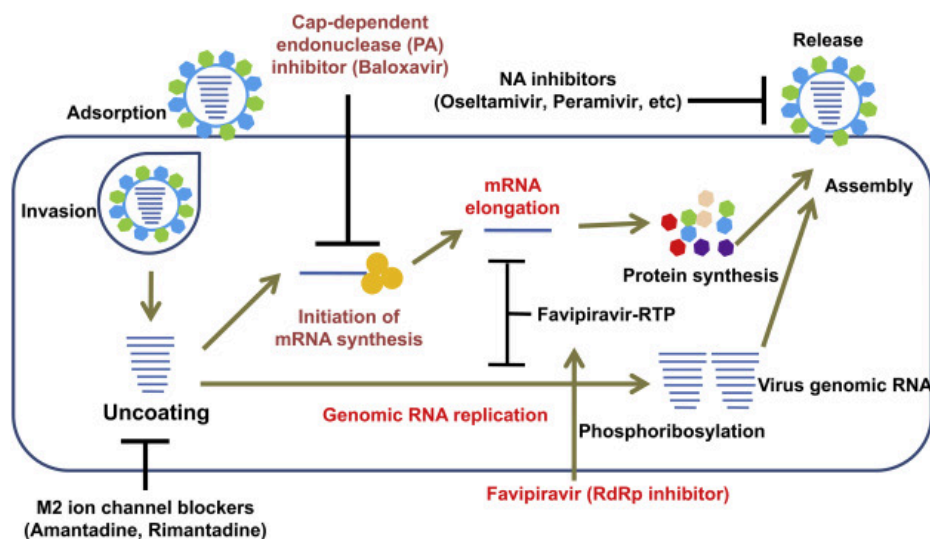 Cap-dependent
endonuclease (PA)
inhibitor (Baloxavir)
Release
NA inhibitors
(Oseltamivir, Peramivir, etc)
Adsorption
Invasion
mRNA
elongation
Assembly
Protein synthesis
Initiation of
mRNA synthesis
Favipiravir-RTP
Uncoating
Genomic RNA replication
Virus genomic RNA
Phosphoribosylation
M2 ion channel blockers
(Amantadine, Rimantadine)
Favipiravir (RdRp inhibitor)